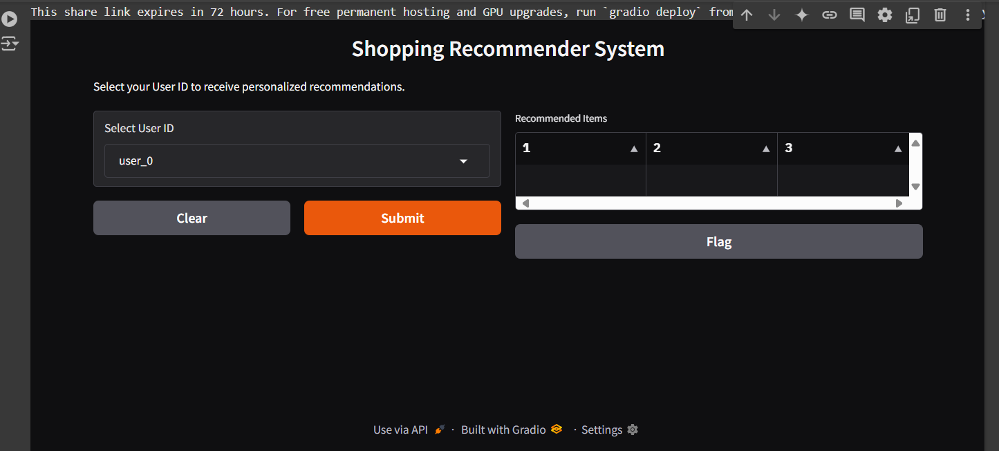 This share link expires in 72 hours. For free permanent hosting and GPU upgrades, run `gradio deploy` from
Shopping Recommender System
Select your User ID to receive personalized recommendations.
Select User ID
user_0
Clear
Submit
Recommended Items
1
2
3
Flag
Use via API · Built with Gradio · Settings